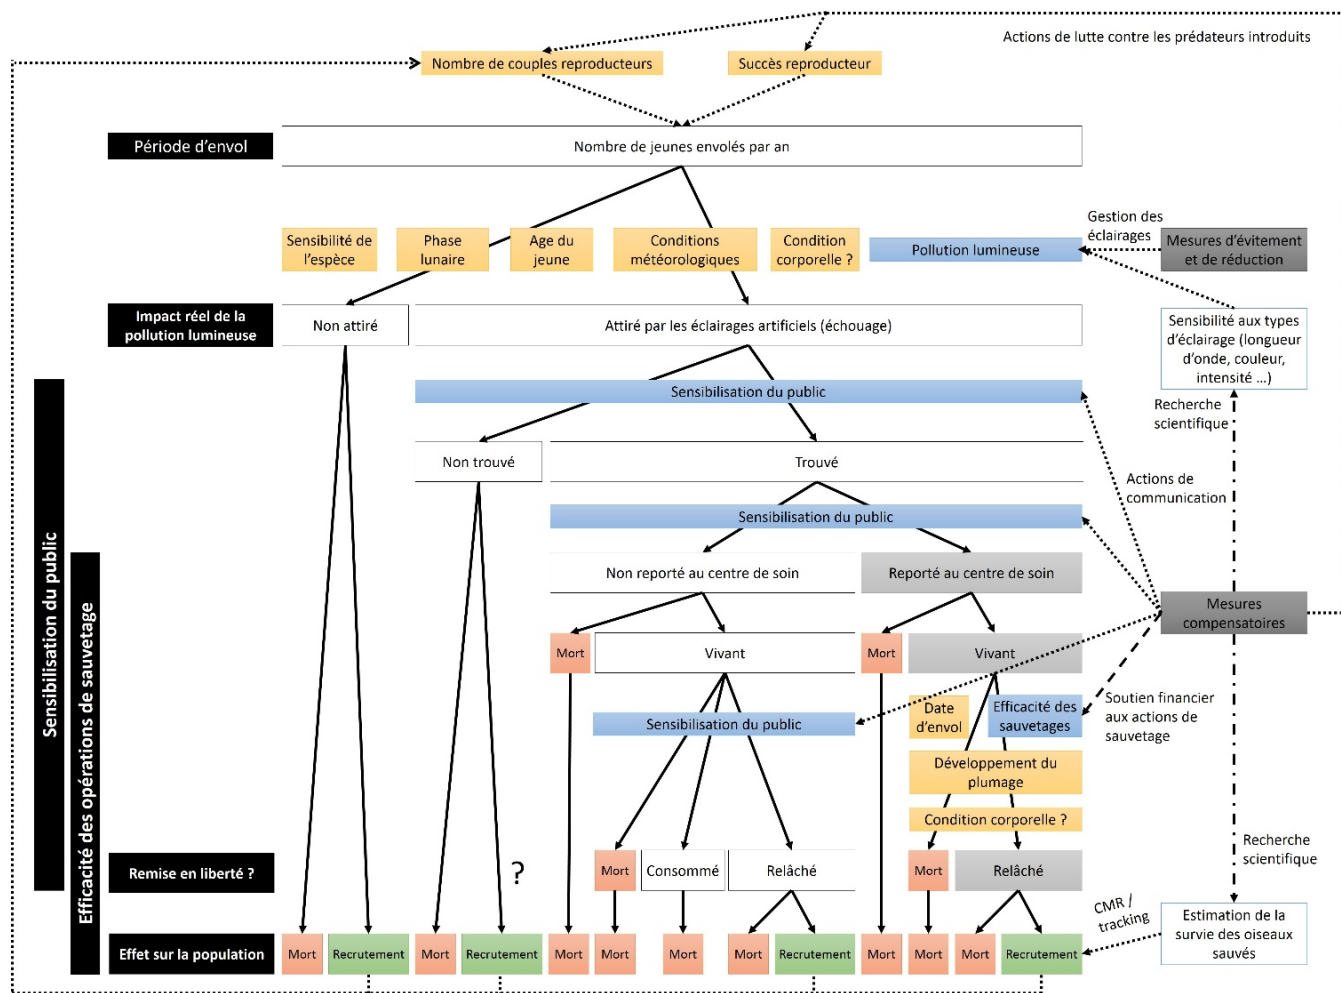 Actions de lutte contre les prédateurs introduits
Nombre de couples reproducteurs
Succès reproducteur
Période d'envol
Nombre de jeunes envolés par an
Sensibilité de
l'espèce
Phase
lunaire
Age du
jeune
Conditions
météorologiques
Condition
corporelle ?
Pollution lumineuse
Gestion des
éclairages
Mesures d'évitement
et de réduction
Impact réel de la
pollution lumineuse
Non attiré
Attiré par les éclairages artificiels (échouage)
Sensibilité aux types
d'éclairage (longueur
d'onde, couleur,
intensité ...)
Sensibilisation du public
Recherche
scientifique
Non trouvé
Trouvé
Actions de
communication
Sensibilisation du public
Sensibilisation du public
Efficacité des opérations de sauvetage
Non reporté au centre de soin
Reporté au centre de soin
Mesures
compensatoires
Mort
Vivant
Mort
Vivant
Sensibilisation du public
Date
d'envol
Efficacité des
sauvetages
Soutien financier
aux actions de
sauvetage
Développement du
plumage
Condition corporelle ?
Recherche
scientifique
Remise en liberté ?
?
Mort
Consommé
Relâché
Mort
Relâché
CMR /
tracking
Effet sur la population
Mort
Recrutement
Mort
Recrutement
Mort
Mort
Mort
Mort
Recrutement
Mort
Mort
Mort
Recrutement
Estimation de la
survie des oiseaux
sauvés